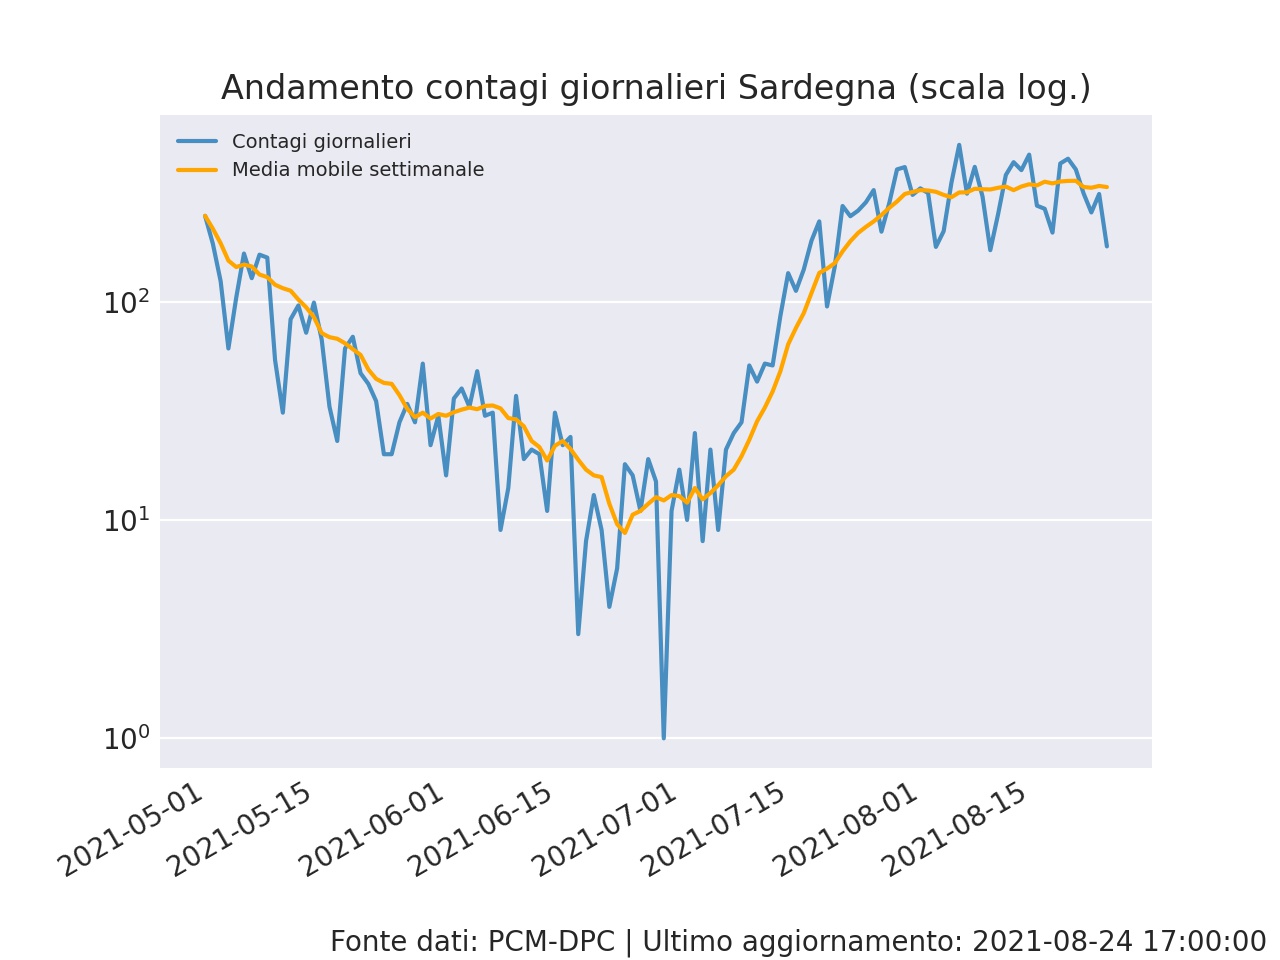 Andamento contagi giornalieri Sardegna (scala log.)
Contagi giornalieri
Media mobile settimanale
10²
10¹
10⁰
2021-05-01
2021-05-15
2021-06-01
2021-06-15
2021-07-01
2021-07-15
2021-08-01
2021-08-15
Fonte dati: PCM-DPC | Ultimo aggiornamento: 2021-08-24 17:00:00